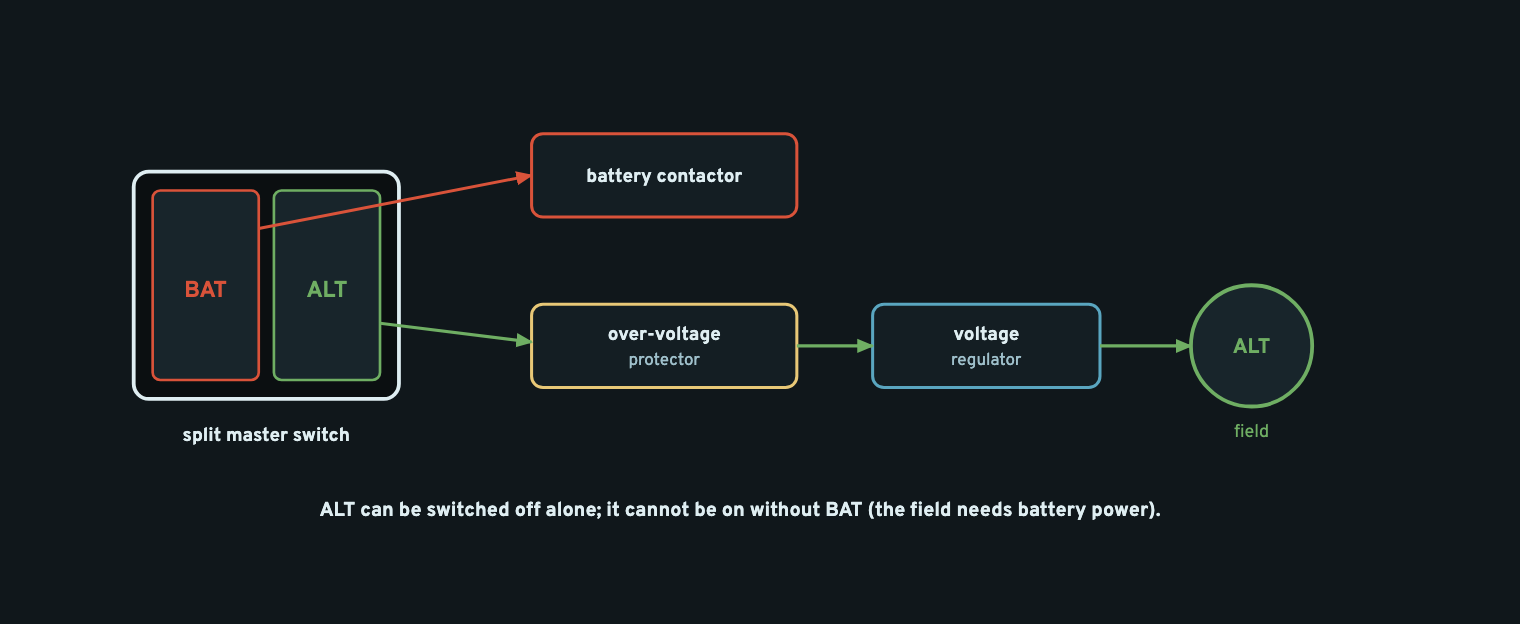 battery contactor
BAT
ALT
over-voltage
protector
voltage
regulator
ALT
field
split master switch
ALT can be switched off alone; it cannot be on without BAT (the field needs battery power).